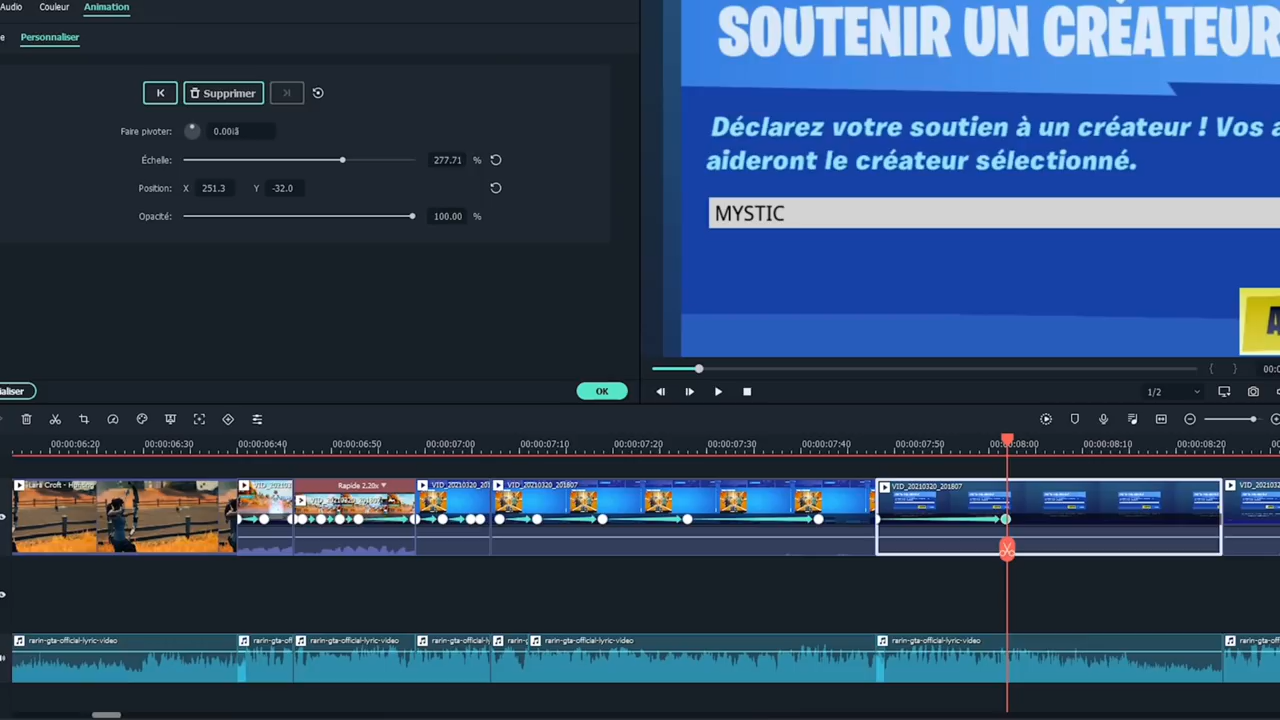 Audio Couleur Animation
Personnaliser
Supprimer
Faire pivoter: 0.00
Échelle: 277.71 %
Position: X 251.3 Y -32.0
Opacité: 100.00 %
OK
SOUTENIR UN CRÉATEUR
Déclarez votre soutien à un créateur ! Vos
aideront le créateur sélectionné.
MYSTIC
1/2
00:00:06:20 00:00:06:30 00:00:06:40 00:00:06:50 00:00:07:00 00:00:07:10 00:00:07:20 00:00:07:30 00:00:07:40 00:00:07:50 00:00:08:00 00:00:08:10 00:00:08:20
Rapide 2.20x
VID_20210320_201807 VID_20210320_201807
rarin-gta-official-lyric-video rarin-gta-official-lyric-video rarin-gta-official-lyric-video rarin-gta-official-lyric-video